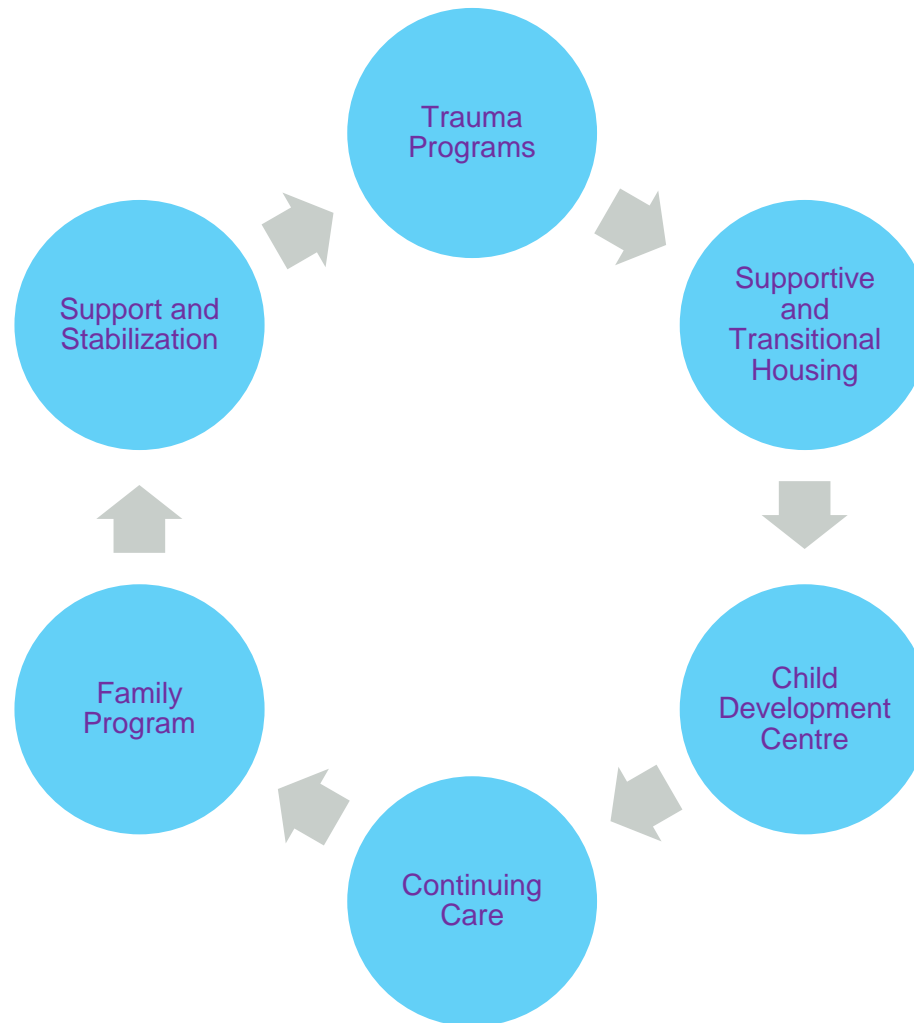 Trauma
Programs
Supportive
and
Transitional
Housing
Child
Development
Centre
Continuing
Care
Family
Program
Support and
Stabilization